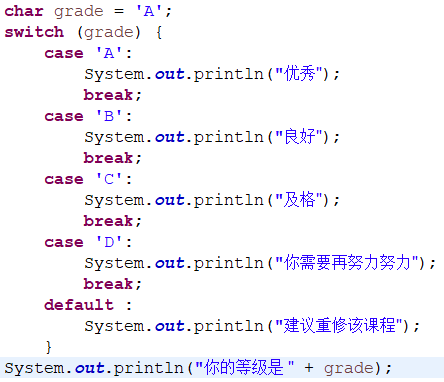 char grade = 'A';
switch (grade) {
    case 'A':
        System.out.println("优秀");
        break;
    case 'B':
        System.out.println("良好");
        break;
    case 'C':
        System.out.println("及格");
        break;
    case 'D':
        System.out.println("你需要再努力努力");
        break;
    default :
        System.out.println("建议重修该课程");
    }
System.out.println("你的等级是 " + grade);